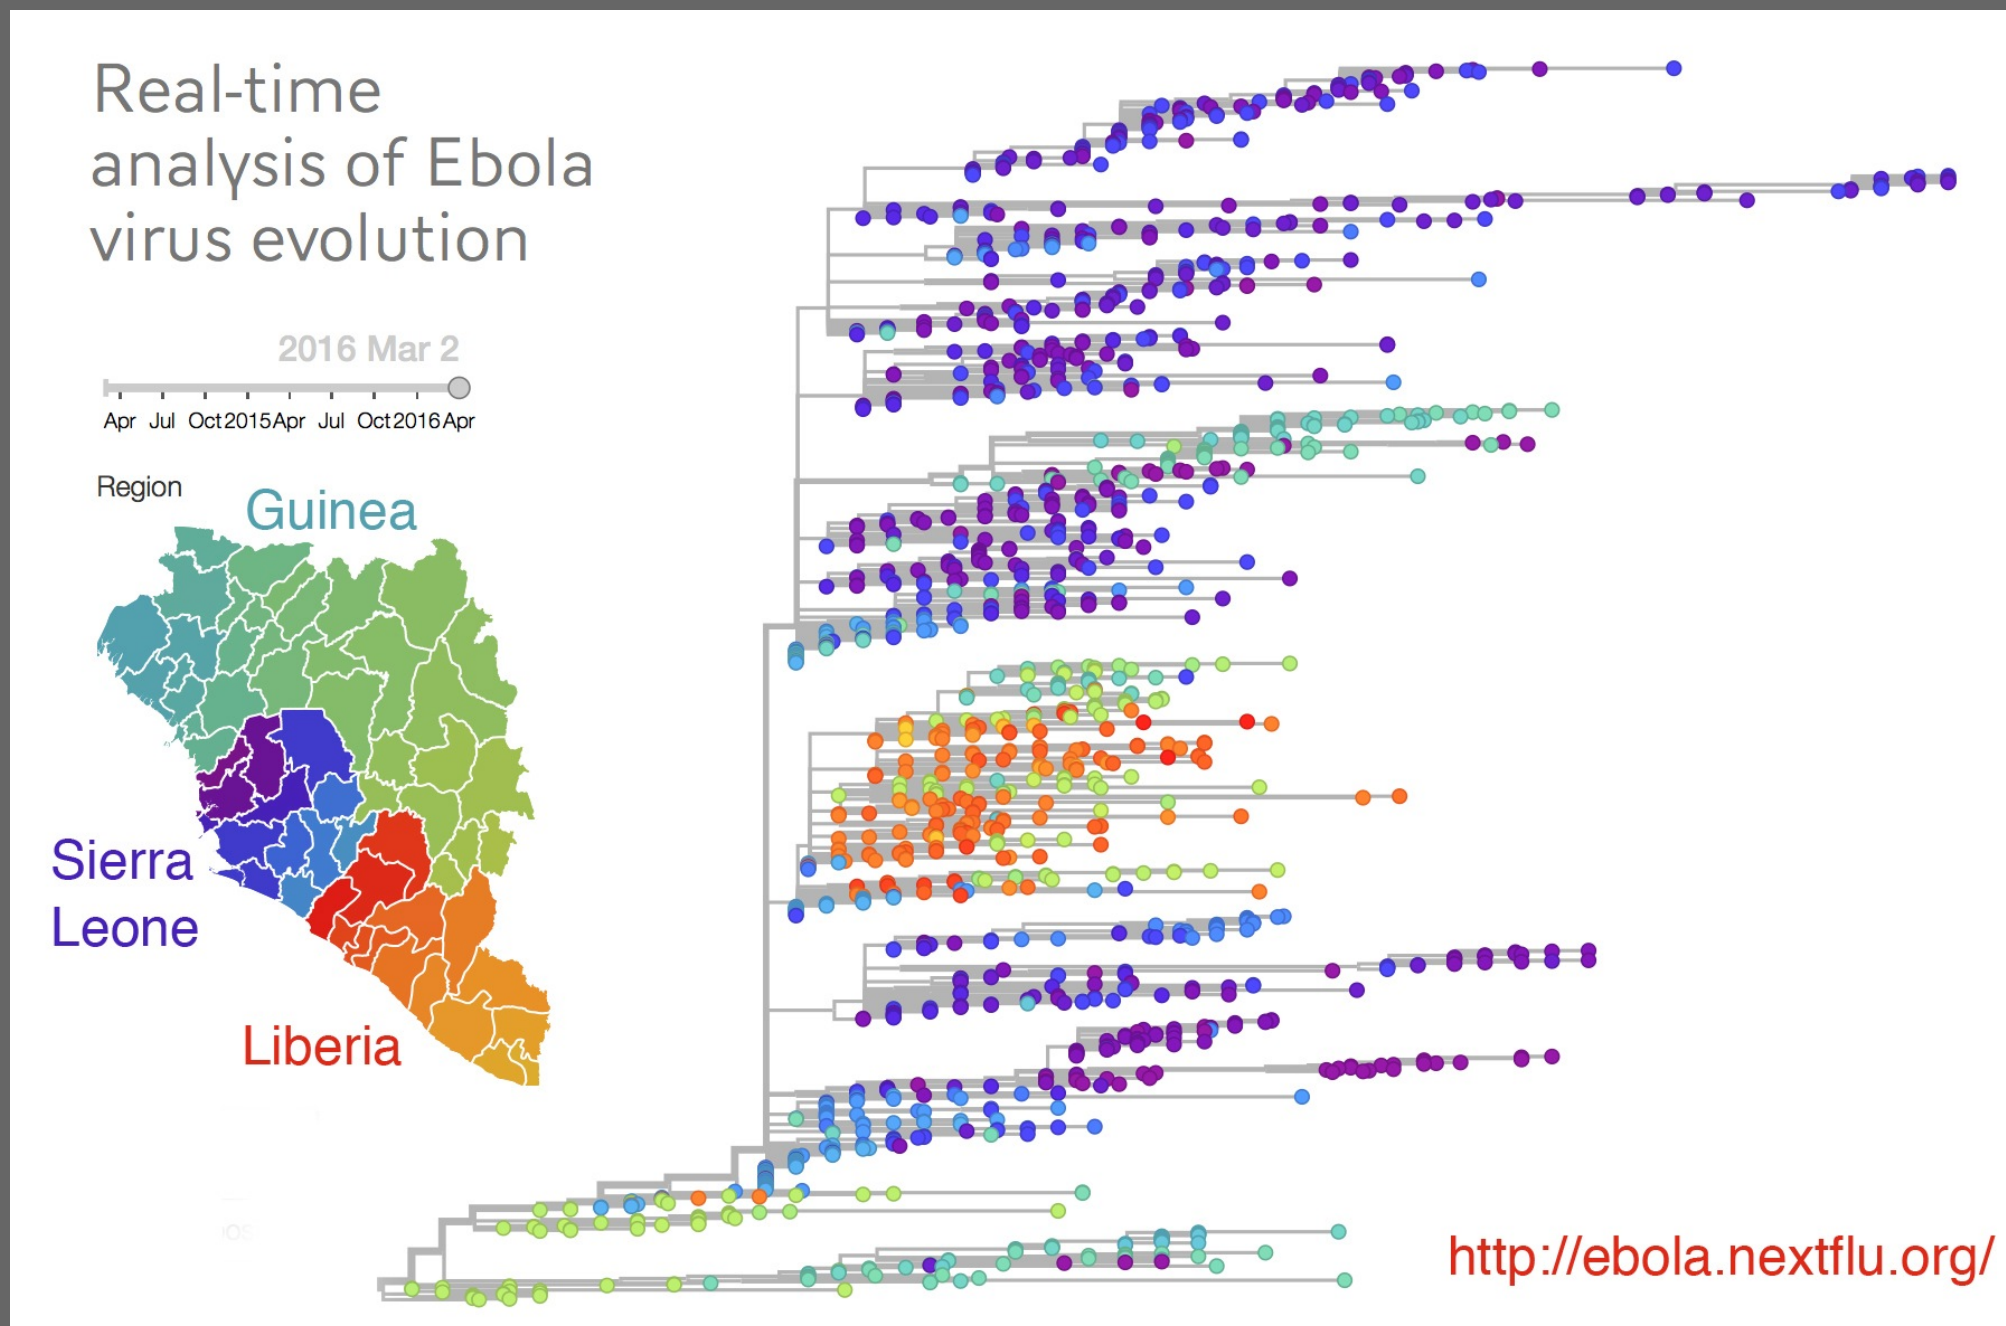 Real-time
analysis of Ebola
virus evolution
2016 Mar 2
Apr Jul Oct 2015 Apr Jul Oct 2016 Apr
Region
Guinea
Sierra
Leone
Liberia
http://ebola.nextflu.org/